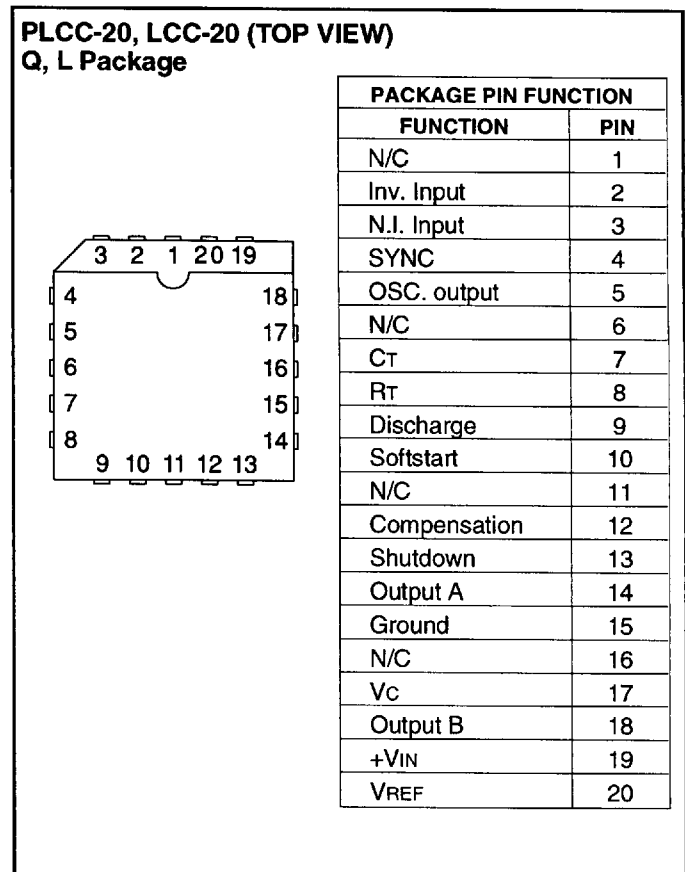 PLCC-20, LCC-20 (TOP VIEW)
Q, L Package
3 2 1 20 19
4 18
5 17
6 16
7 15
8 14
9 10 11 12 13
PACKAGE PIN FUNCTION
FUNCTION PIN
N/C 1
Inv. Input 2
N.I. Input 3
SYNC 4
OSC. output 5
N/C 6
CT 7
RT 8
Discharge 9
Softstart 10
N/C 11
Compensation 12
Shutdown 13
Output A 14
Ground 15
N/C 16
VC 17
Output B 18
+VIN 19
VREF 20